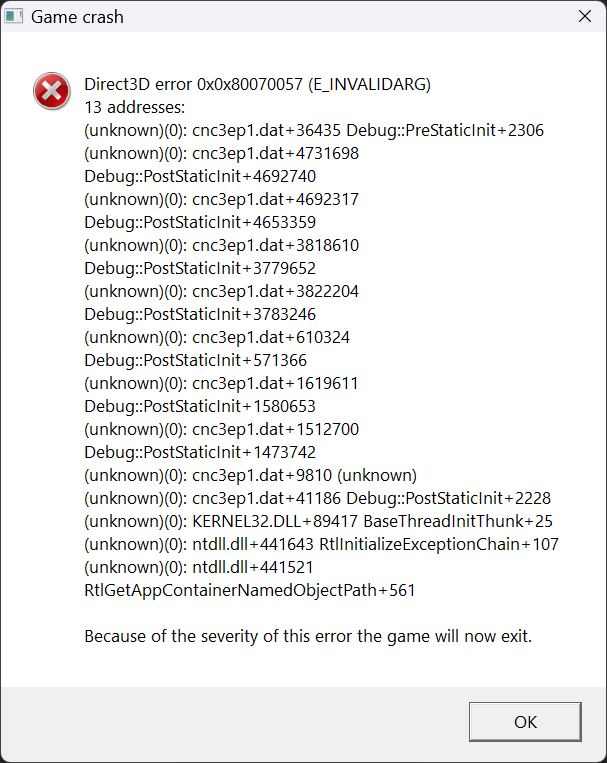 Game crash
Direct3D error 0x0x80070057 (E_INVALIDARG)
13 addresses:
(unknown)(0): cnc3ep1.dat+36435 Debug::PreStaticInit+2306
(unknown)(0): cnc3ep1.dat+4731698
Debug::PostStaticInit+4692740
(unknown)(0): cnc3ep1.dat+4692317
Debug::PostStaticInit+4653359
(unknown)(0): cnc3ep1.dat+3818610
Debug::PostStaticInit+3779652
(unknown)(0): cnc3ep1.dat+3822204
Debug::PostStaticInit+3783246
(unknown)(0): cnc3ep1.dat+610324
Debug::PostStaticInit+571366
(unknown)(0): cnc3ep1.dat+1619611
Debug::PostStaticInit+1580653
(unknown)(0): cnc3ep1.dat+1512700
Debug::PostStaticInit+1473742
(unknown)(0): cnc3ep1.dat+9810 (unknown)
(unknown)(0): cnc3ep1.dat+41186 Debug::PostStaticInit+2228
(unknown)(0): KERNEL32.DLL+89417 BaseThreadInitThunk+25
(unknown)(0): ntdll.dll+441643 RtlInitializeExceptionChain+107
(unknown)(0): ntdll.dll+441521
RtlGetAppContainerNamedObjectPath+561
Because of the severity of this error the game will now exit.
OK